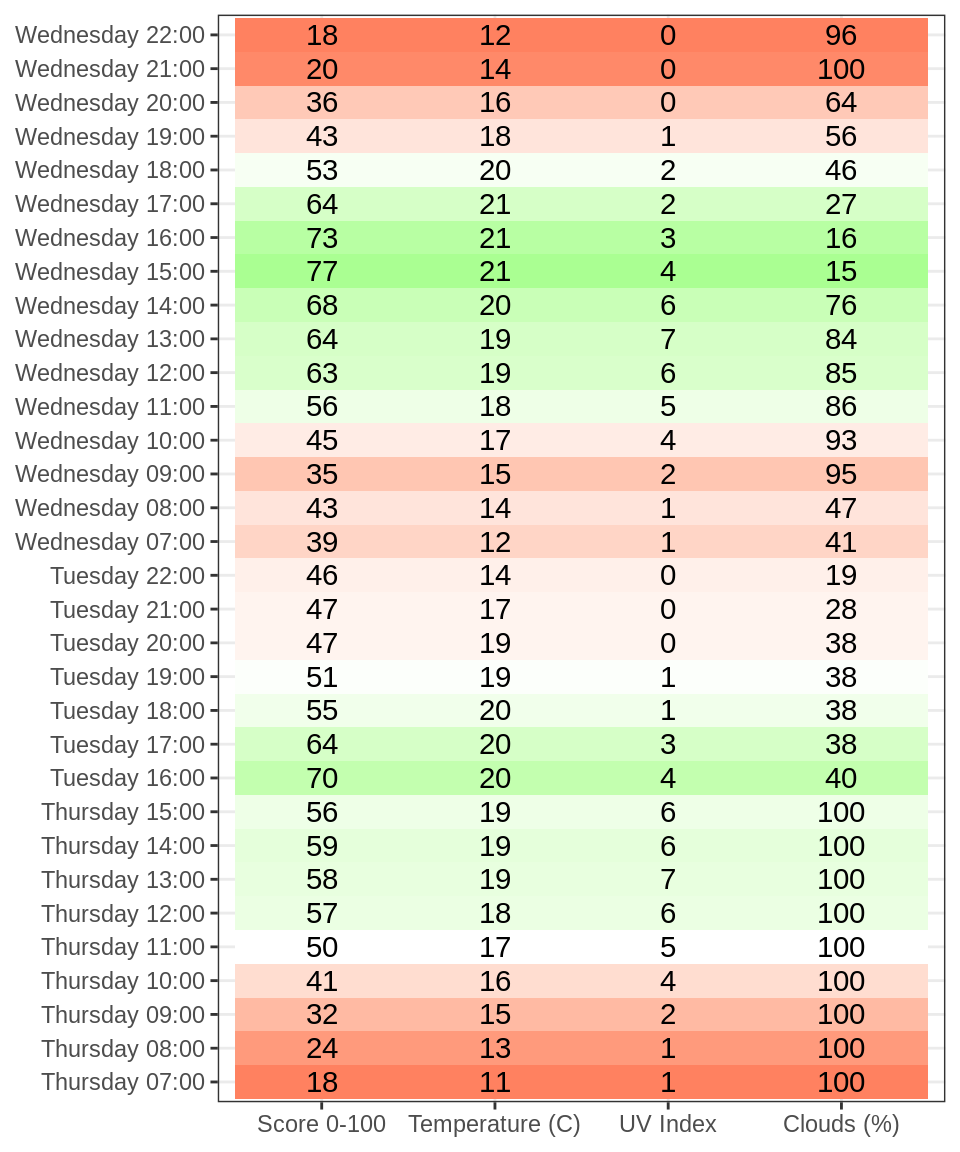 Wednesday 22:00 18 12 0 96
Wednesday 21:00 20 14 0 100
Wednesday 20:00 36 16 0 64
Wednesday 19:00 43 18 1 56
Wednesday 18:00 53 20 2 46
Wednesday 17:00 64 21 2 27
Wednesday 16:00 73 21 3 16
Wednesday 15:00 77 21 4 15
Wednesday 14:00 68 20 6 76
Wednesday 13:00 64 19 7 84
Wednesday 12:00 63 19 6 85
Wednesday 11:00 56 18 5 86
Wednesday 10:00 45 17 4 93
Wednesday 09:00 35 15 2 95
Wednesday 08:00 43 14 1 47
Wednesday 07:00 39 12 1 41
Tuesday 22:00 46 14 0 19
Tuesday 21:00 47 17 0 28
Tuesday 20:00 47 19 0 38
Tuesday 19:00 51 19 1 38
Tuesday 18:00 55 20 1 38
Tuesday 17:00 64 20 3 38
Tuesday 16:00 70 20 4 40
Thursday 15:00 56 19 6 100
Thursday 14:00 59 19 6 100
Thursday 13:00 58 19 7 100
Thursday 12:00 57 18 6 100
Thursday 11:00 50 17 5 100
Thursday 10:00 41 16 4 100
Thursday 09:00 32 15 2 100
Thursday 08:00 24 13 1 100
Thursday 07:00 18 11 1 100
Score 0-100 Temperature (C) UV Index Clouds (%)